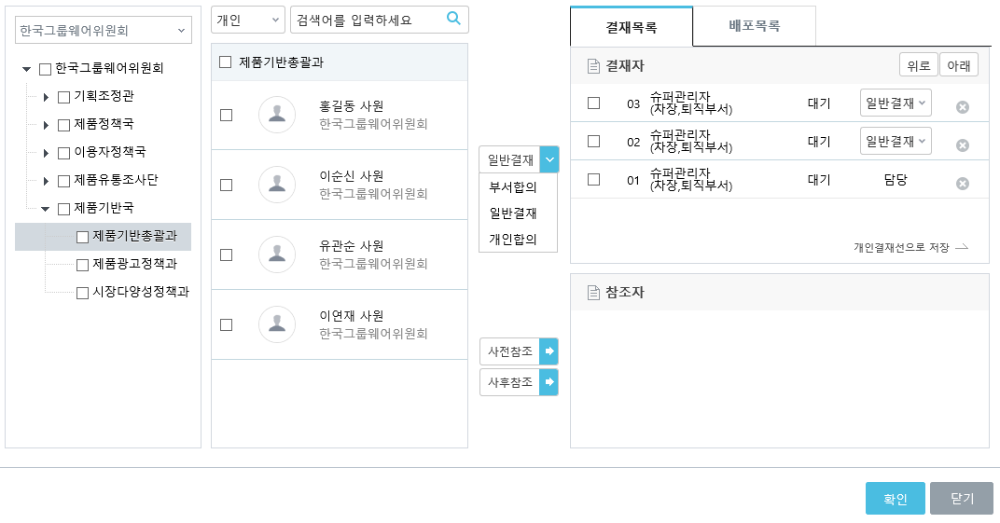 한국그룹웨어위원회
한국그룹웨어위원회
기획조정관
제품정책국
이용자정책국
제품유통조사단
제품기반국
제품기반총괄과
제품광고정책과
시장다양성정책과
개인
검색어를 입력하세요
제품기반총괄과
홍길동 사원
한국그룹웨어위원회
이순신 사원
한국그룹웨어위원회
유관순 사원
한국그룹웨어위원회
이연재 사원
한국그룹웨어위원회
일반결재
부서합의
일반결재
개인합의
사전참조
사후참조
결재목록 배포목록
결재자 위로 아래
03 슈퍼관리자 대기 일반결재
(차장,퇴직부서)
02 슈퍼관리자 대기 일반결재
(차장,퇴직부서)
01 슈퍼관리자 대기 담당
(차장,퇴직부서)
개인결재선으로 저장
참조자
확인 닫기